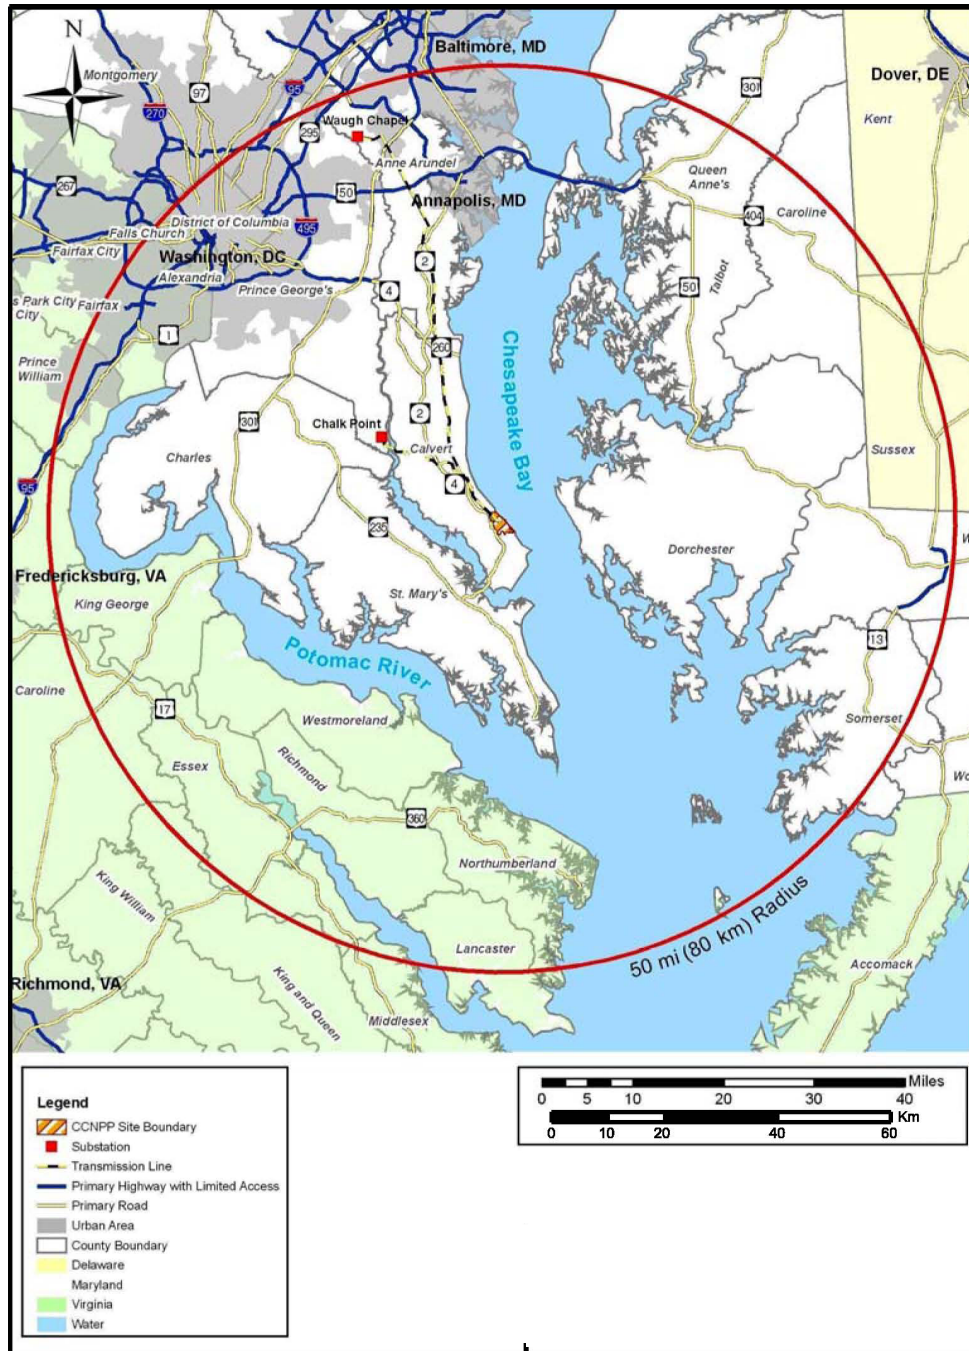 N
Baltimore, MD
Montgomery
97
95
270
301
Dover, DE
Kent
295
Waugh Chapel
Anne Arundel
Queen
Anne's
267
50
Annapolis, MD
404
Caroline
District of Columbia
Falls Church
495
Fairfax City
Washington, DC
2
Alexandria
Prince George's
4
50
Talbot
s Park City
City
Fairfax
1
260
Prince
William
Chesapeake Bay
301
Chalk Point
2
Calvert
Charles
4
Sussex
95
235
W
Dorchester
Fredericksburg, VA
King George
St. Mary's
13
Potomac River
Caroline
17
Westmoreland
Somerset
Essex
Richmond
Wo
360
Northumberland
King William
50 mi (80 km) Radius
Lancaster
Accomack
Richmond, VA
King and Queen
Middlesex
Legend
CCNPP Site Boundary
Substation
Transmission Line
Primary Highway with Limited Access
Primary Road
Urban Area
County Boundary
Delaware
Maryland
Virginia
Water
Miles
0 5 10 20 30 40
Km
0 10 20 40 60